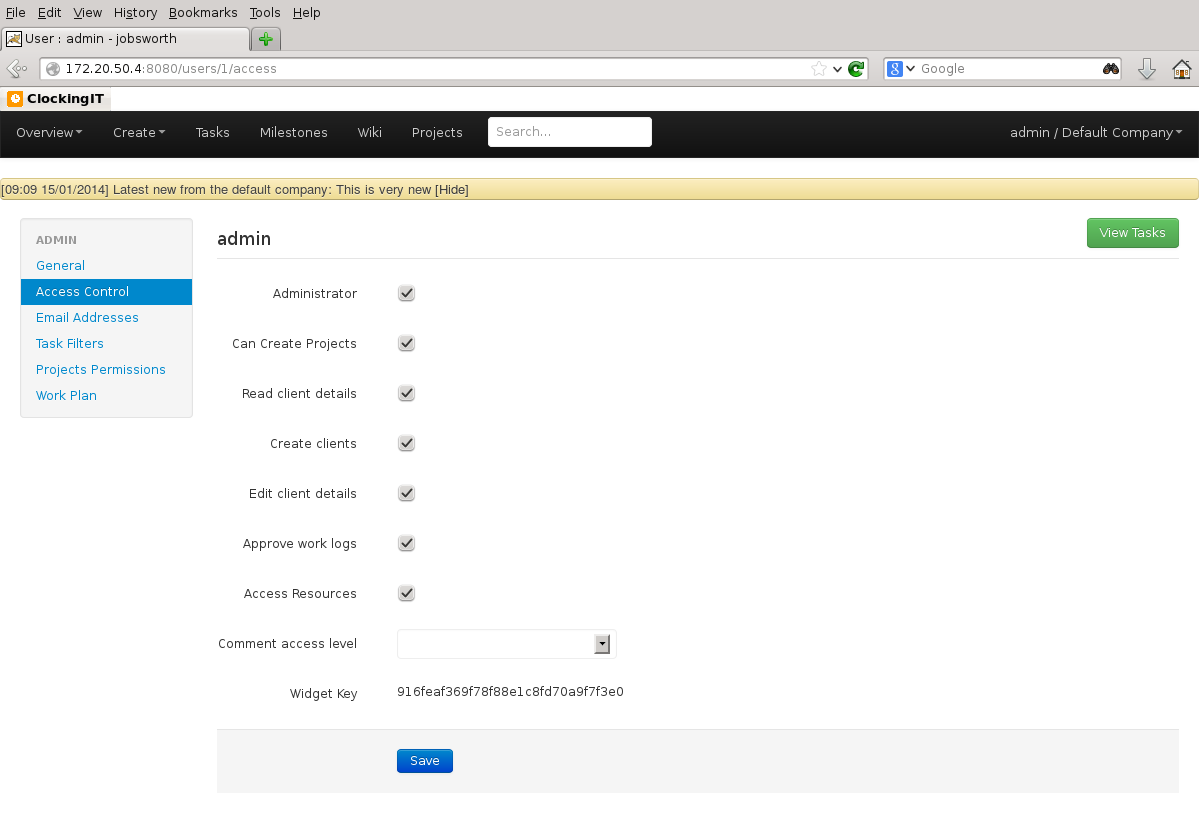 File Edit View History Bookmarks Tools Help
User : admin - jobsworth
172.20.50.4:8080/users/1/access
Google
ClockingIT
Overview Create Tasks Milestones Wiki Projects Search... admin / Default Company
[09:09 15/01/2014] Latest new from the default company: This is very new [Hide]
ADMIN
General
Access Control
Email Addresses
Task Filters
Projects Permissions
Work Plan
admin
View Tasks
Administrator
Can Create Projects
Read client details
Create clients
Edit client details
Approve work logs
Access Resources
Comment access level
Widget Key 916feaf369f78f88e1c8fd70a9f7f3e0
Save